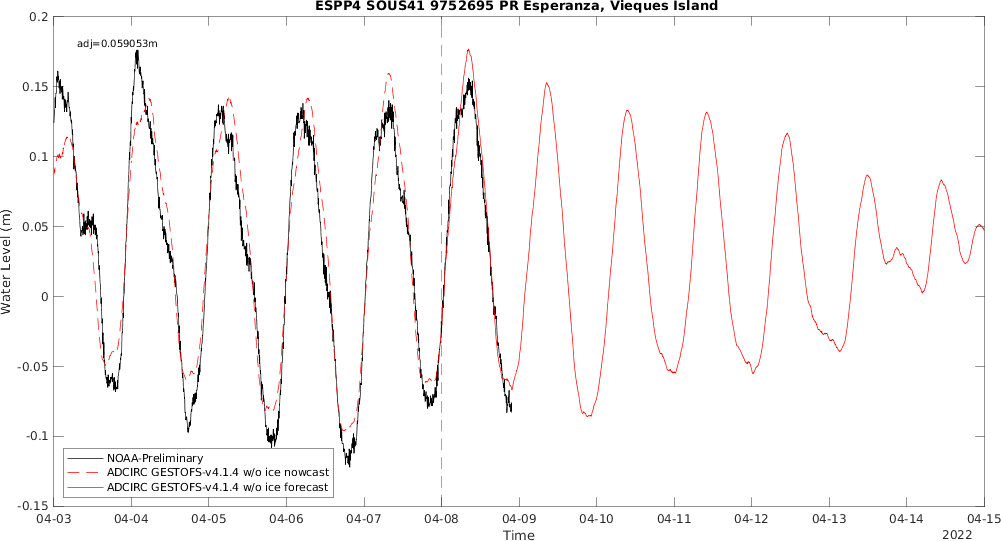 ESPP4 SOUS41 9752695 PR Esperanza, Vieques Island
adj=0.059053m
Water Level (m)
0.2
0.15
0.1
0.05
0
-0.05
-0.1
-0.15
NOAA-Preliminary
ADCIRC GESTOFS-v4.1.4 w/o ice nowcast
ADCIRC GESTOFS-v4.1.4 w/o ice forecast
04-03 04-04 04-05 04-06 04-07 04-08 04-09 04-10 04-11 04-12 04-13 04-14 04-15
Time
2022